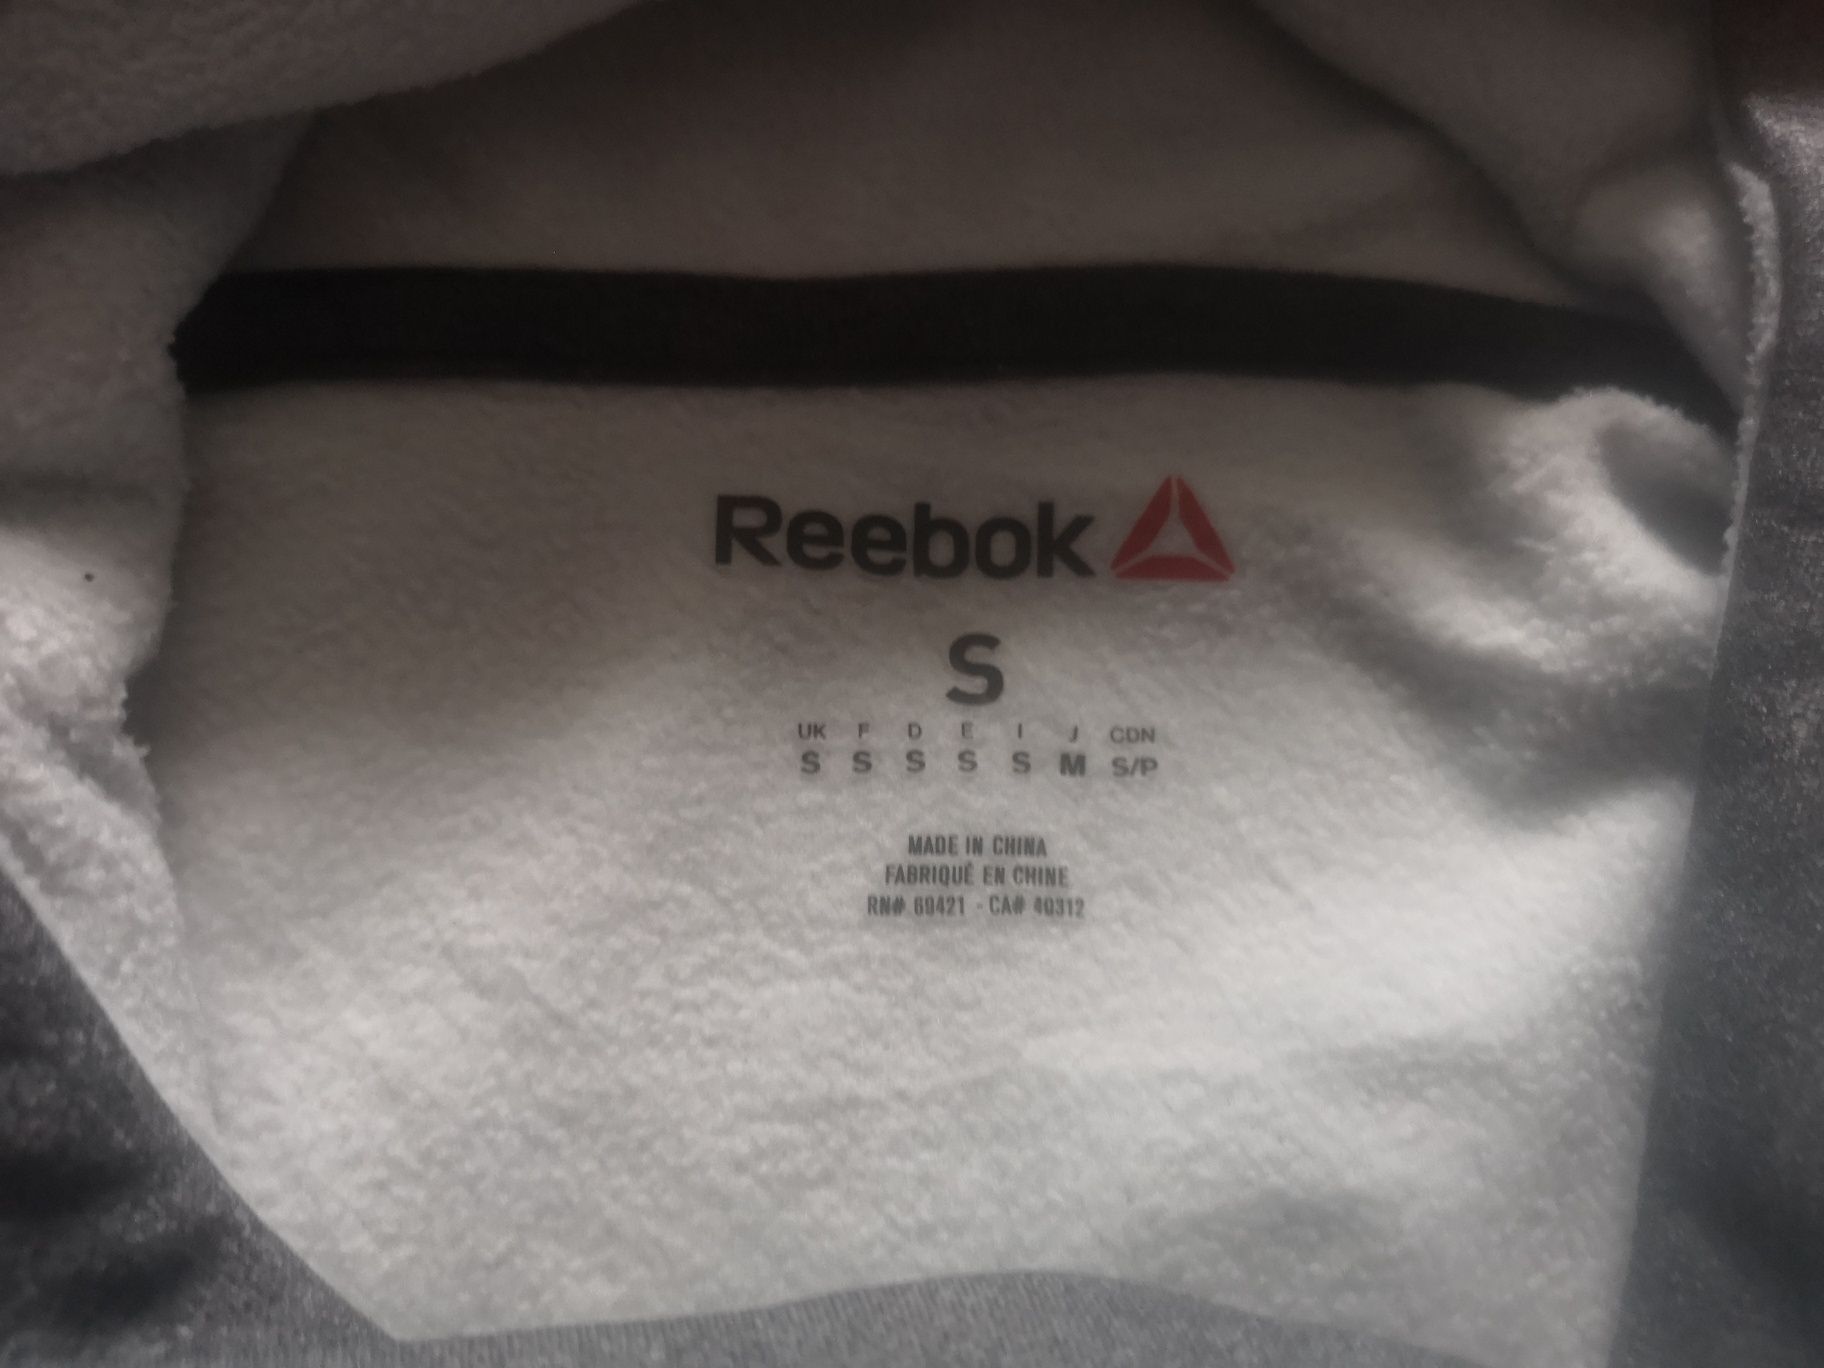 Reebok
S
UK F D E I J CDN
S S S S S M S/P
MADE IN CHINA
FABRIQUÉ EN CHINE
RN# 69421 - CA# 40312